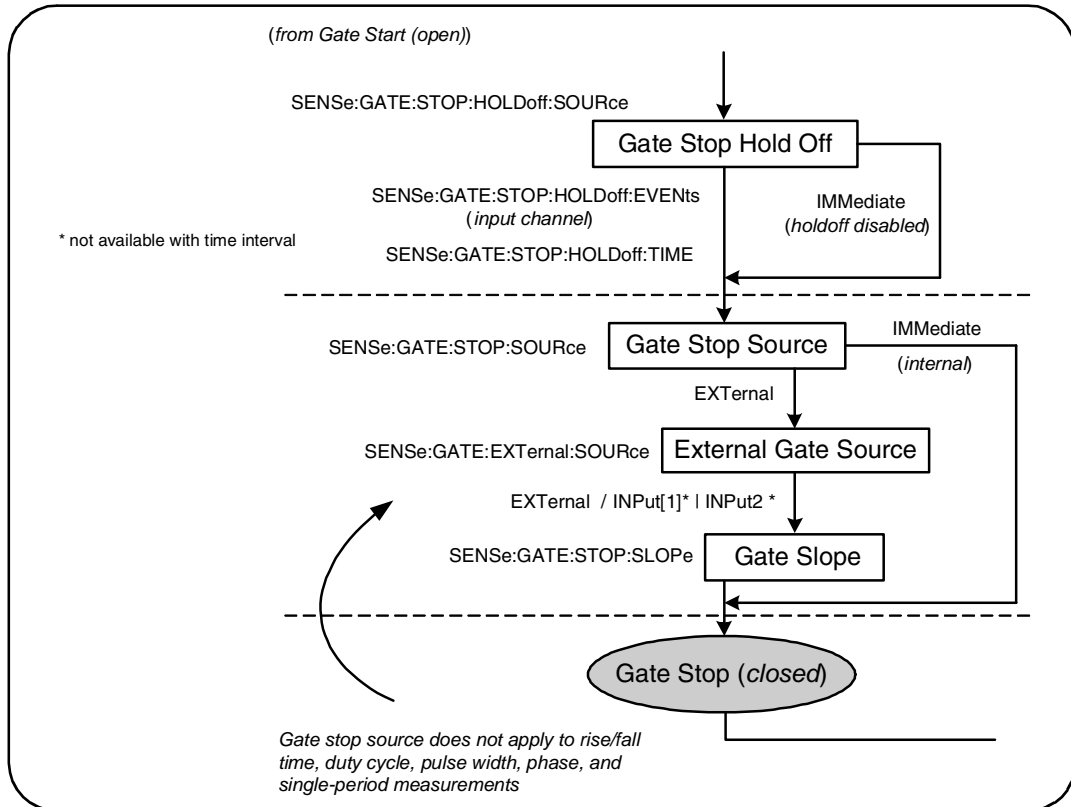 (from Gate Start (open))
SENSe:GATE:STOP:HOLDoff:SOURce
Gate Stop Hold Off
SENSe:GATE:STOP:HOLDoff:EVENts
(input channel)
IMMediate
(holdoff disabled)
* not available with time interval
SENSe:GATE:STOP:HOLDoff:TIME
SENSe:GATE:STOP:SOURce
Gate Stop Source
IMMediate
(internal)
EXTernal
SENSe:GATE:EXTernal:SOURce
External Gate Source
EXTernal / INPut[1]* | INPut2 *
SENSe:GATE:STOP:SLOPe
Gate Slope
Gate Stop (closed)
Gate stop source does not apply to rise/fall
time, duty cycle, pulse width, phase, and
single-period measurements